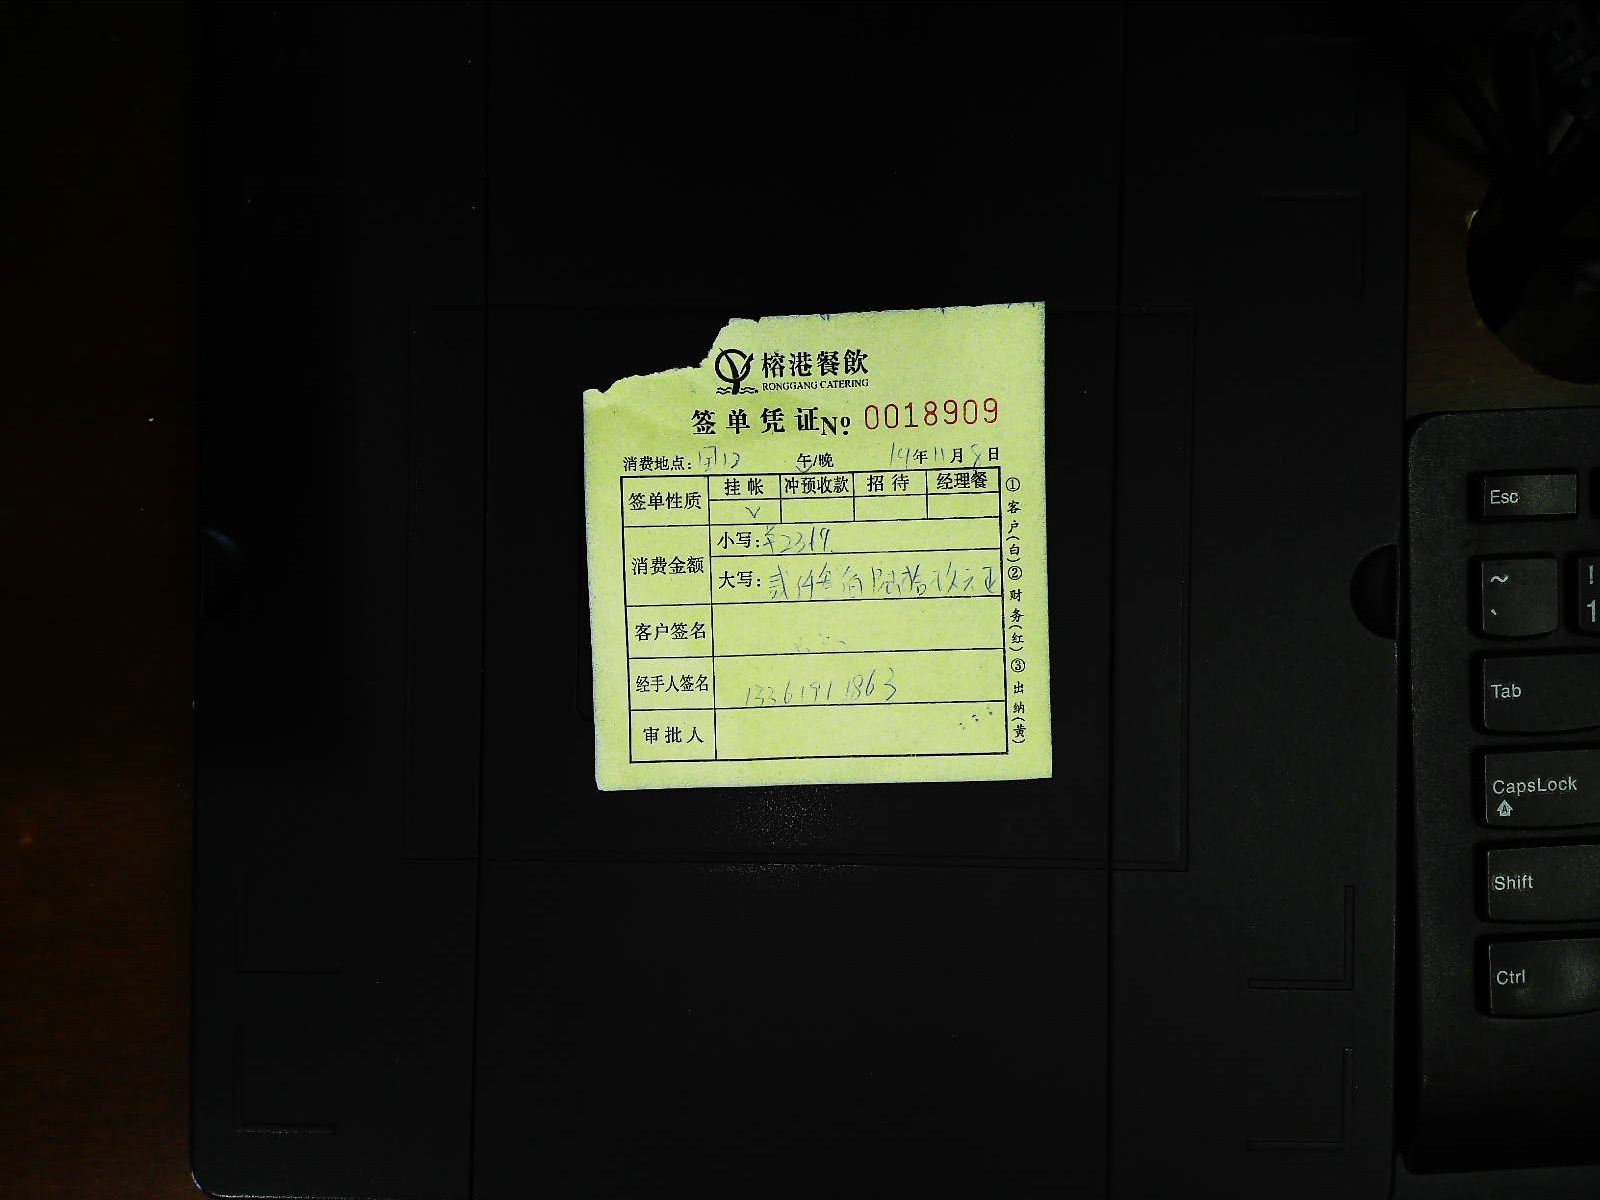 榕港餐飲
RONGGANG CATERING
签单凭证 Nº 0018909
消费地点: 午/晚 19年11月8日
签单性质 挂帐 冲预收款 招待 经理餐
√
消费金额 小写:
大写:
客户签名
经手人签名 13361911863
审批人
①客户(白)②财务(红)③出纳(黄)
Esc
~
`
!
1
Tab
CapsLock
Shift
Ctrl